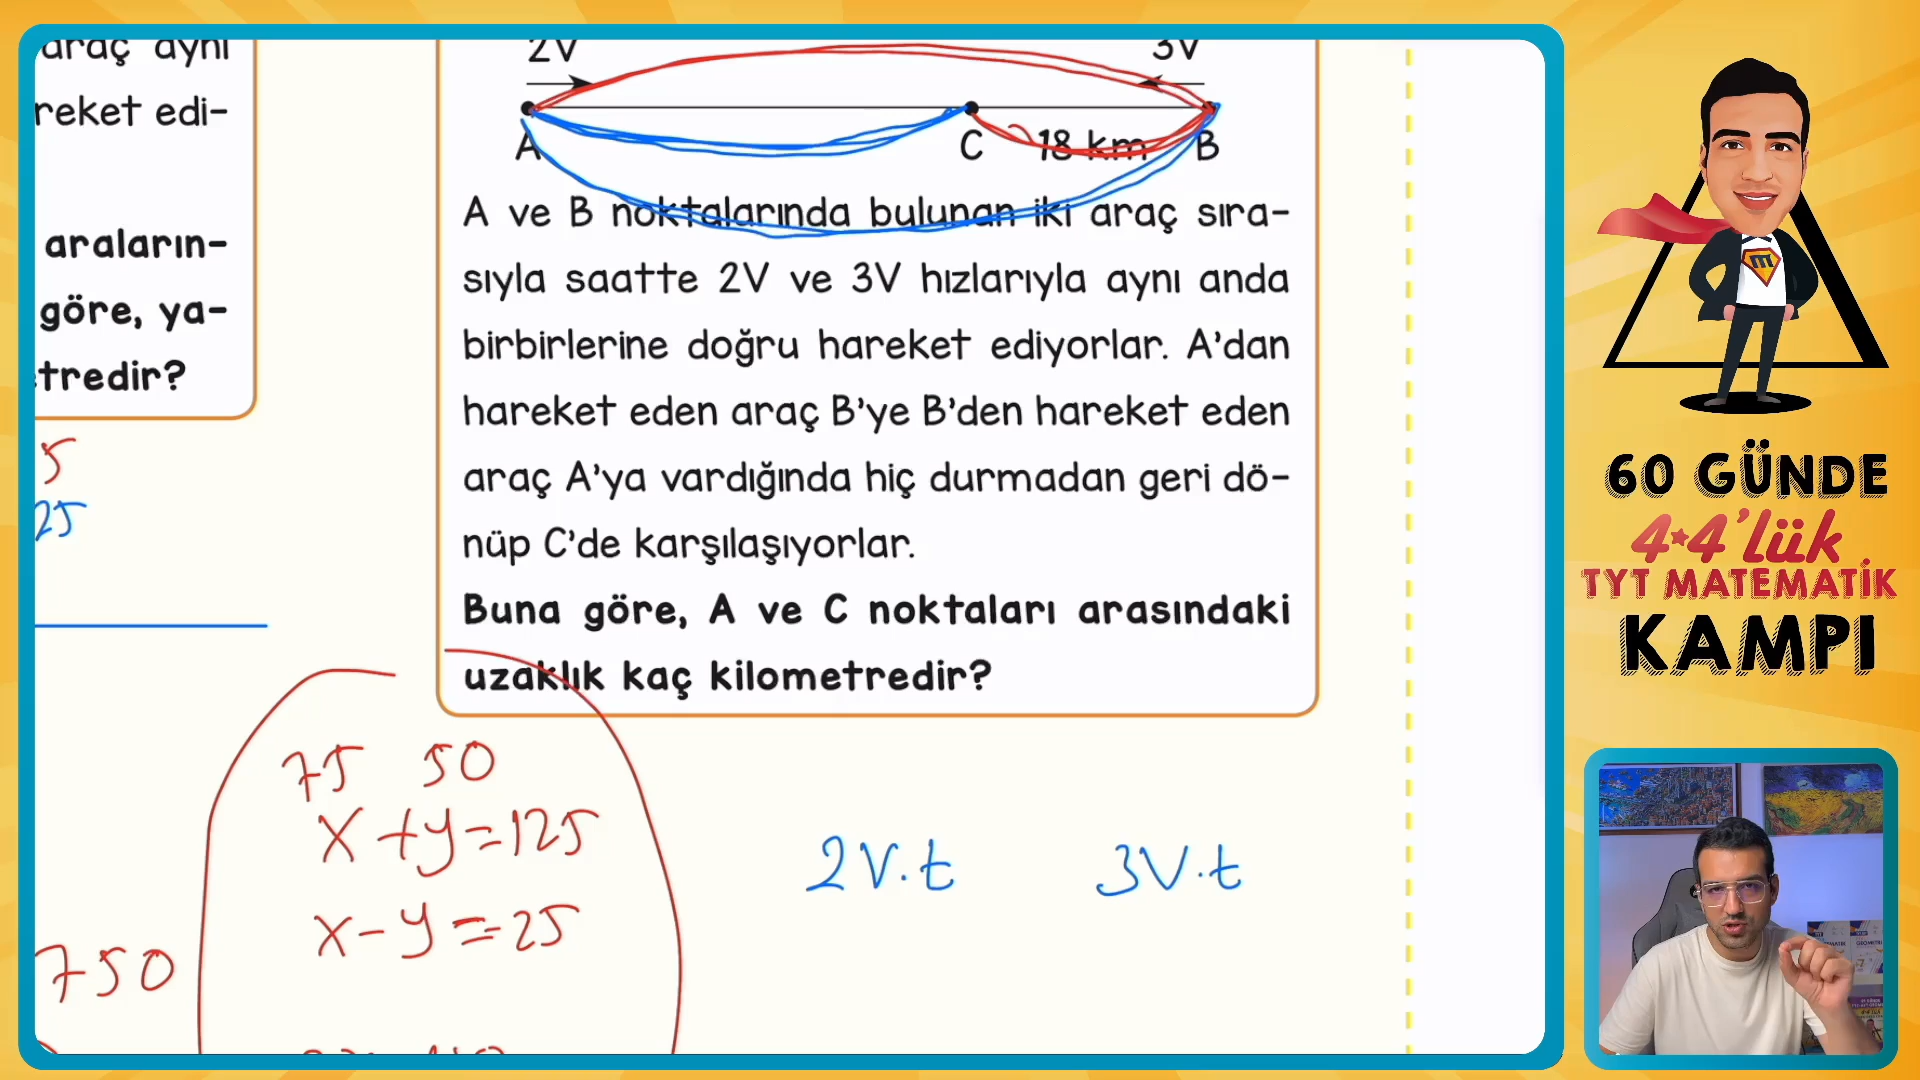 araç aynı
reket edi-
araların-
göre, ya-
tredir?
5
25
750
2V
3V
A
C
18 km
B
A ve B noktalarında bulunan iki araç sıra-
sıyla saatte 2V ve 3V hızlarıyla aynı anda
birbirlerine doğru hareket ediyorlar. A'dan
hareket eden araç B'ye B'den hareket eden
araç A'ya vardığında hiç durmadan geri dö-
nüp C'de karşılaşıyorlar.
Buna göre, A ve C noktaları arasındaki
uzaklık kaç kilometredir?
75 50
x+y=125
x-y=25
2V.t
3V.t
m
60 GÜNDE
4★4'lük
TYT MATEMATİK
KAMPI